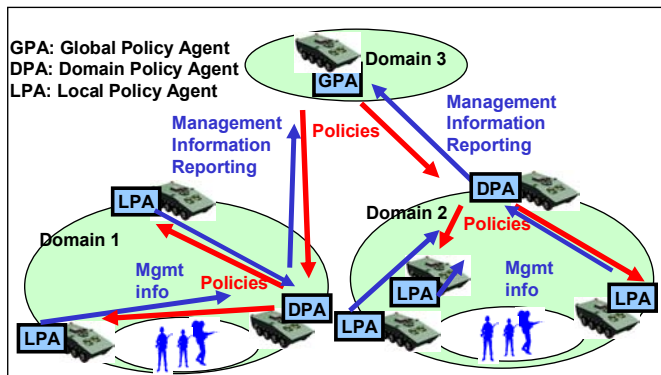 GPA: Global Policy Agent
DPA: Domain Policy Agent
LPA: Local Policy Agent
Domain 3
GPA
Management
Information
Reporting
Policies
Management
Information
Reporting
LPA
DPA
Domain 1
Domain 2
Policies
Mgmt
info
Policies
Mgmt
info
LPA
DPA
LPA
LPA
LPA